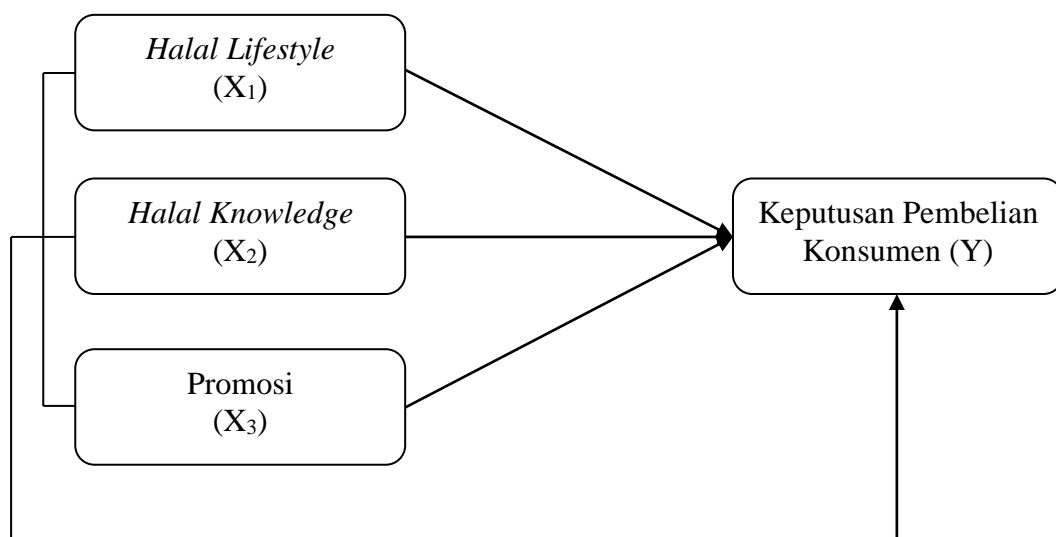 Halal Lifestyle
(X₁)
Halal Knowledge
(X₂)
Promosi
(X₃)
Keputusan Pembelian
Konsumen (Y)